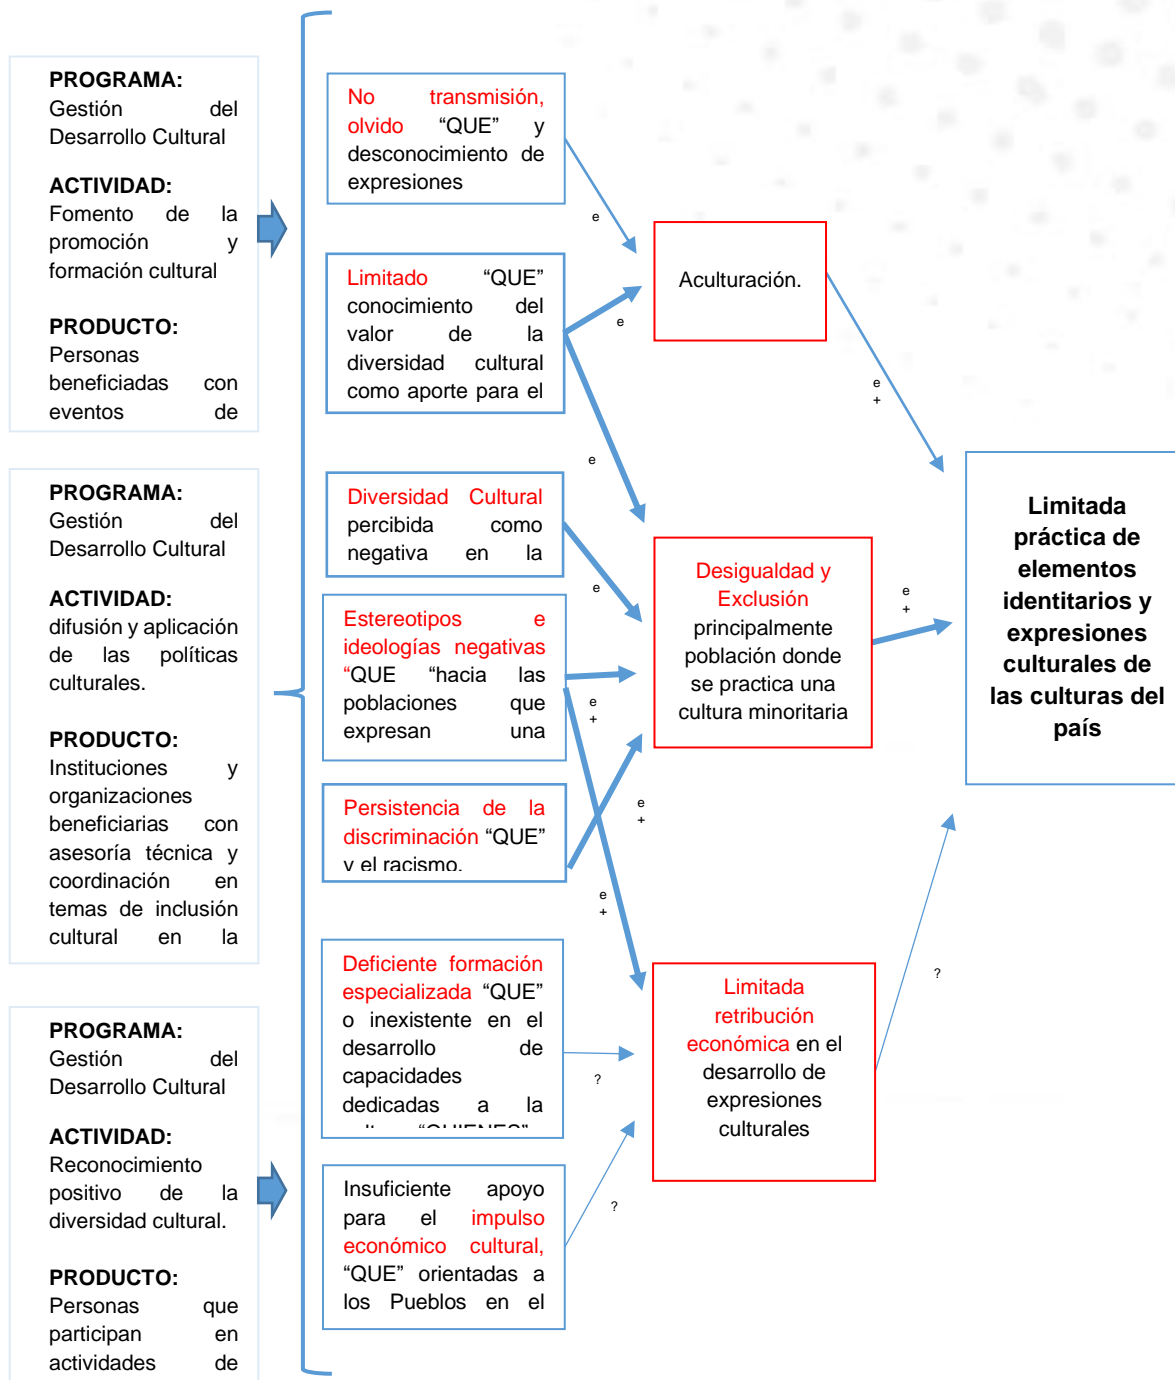 PROGRAMA:
Gestión del
Desarrollo Cultural
ACTIVIDAD:
Fomento de la
promoción y
formación cultural
PRODUCTO:
Personas
beneficiadas con
eventos de
PROGRAMA:
Gestión del
Desarrollo Cultural
ACTIVIDAD:
difusión y aplicación
de las políticas
culturales.
PRODUCTO:
Instituciones y
organizaciones
beneficiarias con
asesoría técnica y
coordinación en
temas de inclusión
cultural en la
PROGRAMA:
Gestión del
Desarrollo Cultural
ACTIVIDAD:
Reconocimiento
positivo de la
diversidad cultural.
PRODUCTO:
Personas que
participan en
actividades de
No transmisión,
olvido “QUE” y
desconocimiento de
expresiones
Limitado “QUE”
conocimiento del
valor de la
diversidad cultural
como aporte para el
Diversidad Cultural
percibida como
negativa en la
Estereotipos e
ideologías negativas
“QUE “hacia las
poblaciones que
expresan una
Persistencia de la
discriminación “QUE”
y el racismo.
Deficiente formación
especializada “QUE”
o inexistente en el
desarrollo de
capacidades
dedicadas a la
“QUIENES”
Insuficiente apoyo
para el impulso
económico cultural,
“QUE” orientadas a
los Pueblos en el
e
e
e
e
e
+
e
+
e
+
?
?
Aculturación.
Desigualdad y
Exclusión
principalmente
población donde
se practica una
cultura minoritaria
Limitada
retribución
económica en el
desarrollo de
expresiones
culturales
e
+
e
+
?
Limitada
práctica de
elementos
identitarios y
expresiones
culturales de
las culturas del
país